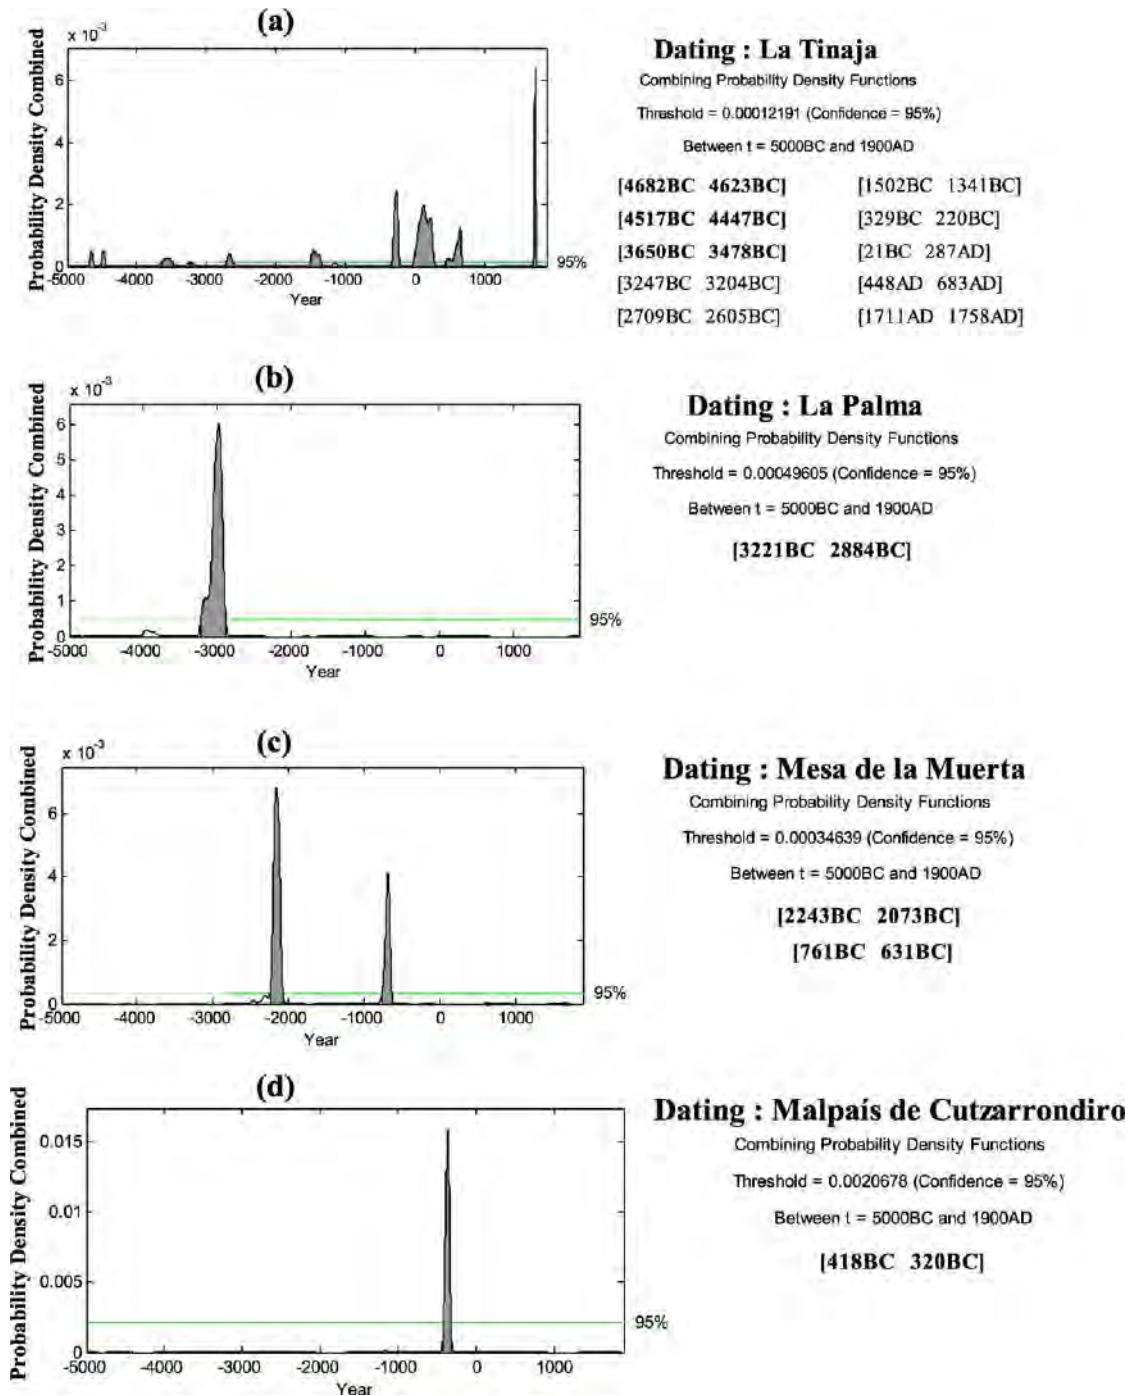 (a)
x 10⁻³
Probability Density Combined
6
4
2
0
-5000 -4000 -3000 -2000 -1000 0 1000
Year
95%
Dating : La Tinaja
Combining Probability Density Functions
Threshold = 0.00012191 (Confidence = 95%)
Between t = 5000BC and 1900AD
[4682BC 4623BC] [1502BC 1341BC]
[4517BC 4447BC] [329BC 220BC]
[3650BC 3478BC] [21BC 287AD]
[3247BC 3204BC] [448AD 683AD]
[2709BC 2605BC] [1711AD 1758AD]
(b)
x 10⁻³
Probability Density Combined
6
5
4
3
2
1
0
-5000 -4000 -3000 -2000 -1000 0 1000
Year
95%
Dating : La Palma
Combining Probability Density Functions
Threshold = 0.00049605 (Confidence = 95%)
Between t = 5000BC and 1900AD
[3221BC 2884BC]
(c)
x 10⁻³
Probability Density Combined
6
4
2
0
-5000 -4000 -3000 -2000 -1000 0 1000
Year
95%
Dating : Mesa de la Muerta
Combining Probability Density Functions
Threshold = 0.00034639 (Confidence = 95%)
Between t = 5000BC and 1900AD
[2243BC 2073BC]
[761BC 631BC]
(d)
Probability Density Combined
0.015
0.01
0.005
0
-5000 -4000 -3000 -2000 -1000 0 1000
Year
95%
Dating : Malpaís de Cutzarrondiro
Combining Probability Density Functions
Threshold = 0.0020678 (Confidence = 95%)
Between t = 5000BC and 1900AD
[418BC 320BC]